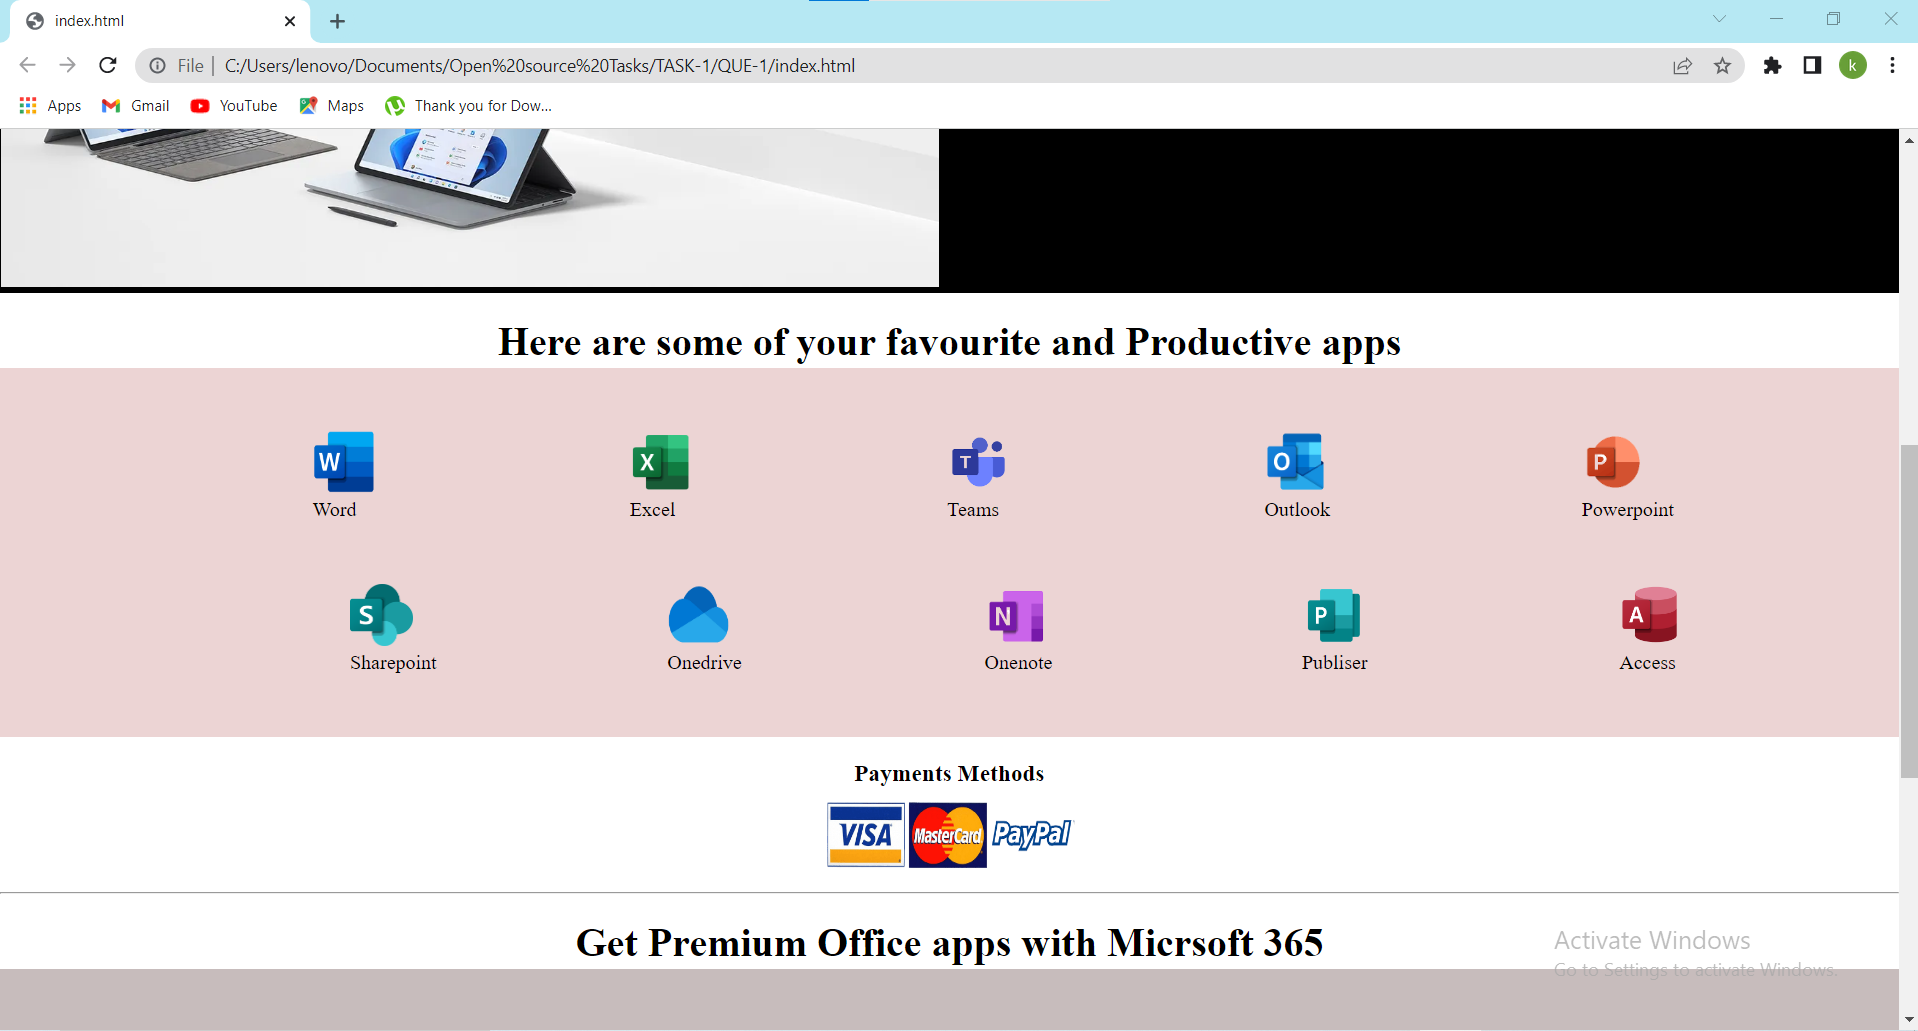 index.html
File | C:/Users/lenovo/Documents/Open%20source%20Tasks/TASK-1/QUE-1/index.html
k
Apps Gmail YouTube Maps Thank you for Dow...
Here are some of your favourite and Productive apps
W X T O P
Word Excel Teams Outlook Powerpoint
S N P A
Sharepoint Onedrive Onenote Publiser Access
Payments Methods
VISA MasterCard PayPal
Get Premium Office apps with Micrsoft 365
Activate Windows
Go to Settings to activate Windows.